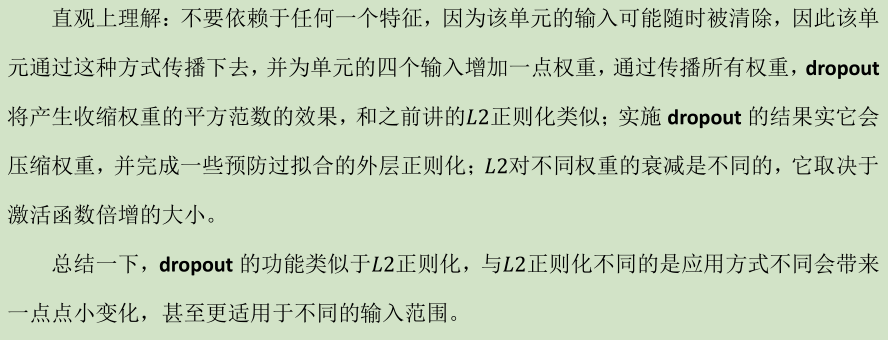 直观上理解：不要依赖于任何一个特征，因为该单元的输入可能随时被清除，因此该单
元通过这种方式传播下去，并为单元的四个输入增加一点权重，通过传播所有权重，dropout
将产生收缩权重的平方范数的效果，和之前讲的L2正则化类似；实施 dropout 的结果实它会
压缩权重，并完成一些预防过拟合的外层正则化；L2对不同权重的衰减是不同的，它取决于
激活函数倍增的大小。
总结一下，dropout 的功能类似于L2正则化，与L2正则化不同的是应用方式不同会带来
一点点小变化，甚至更适用于不同的输入范围。